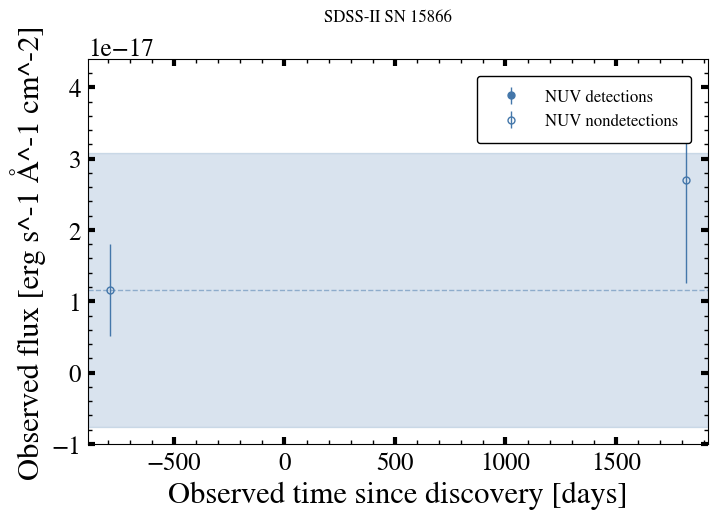 SDSS-II SN 15866
1e−17
NUV detections
NUV nondetections
4
3
2
1
0
−1
−500
0
500
1000
1500
Observed flux [erg s^-1 Å^-1 cm^-2]
Observed time since discovery [days]